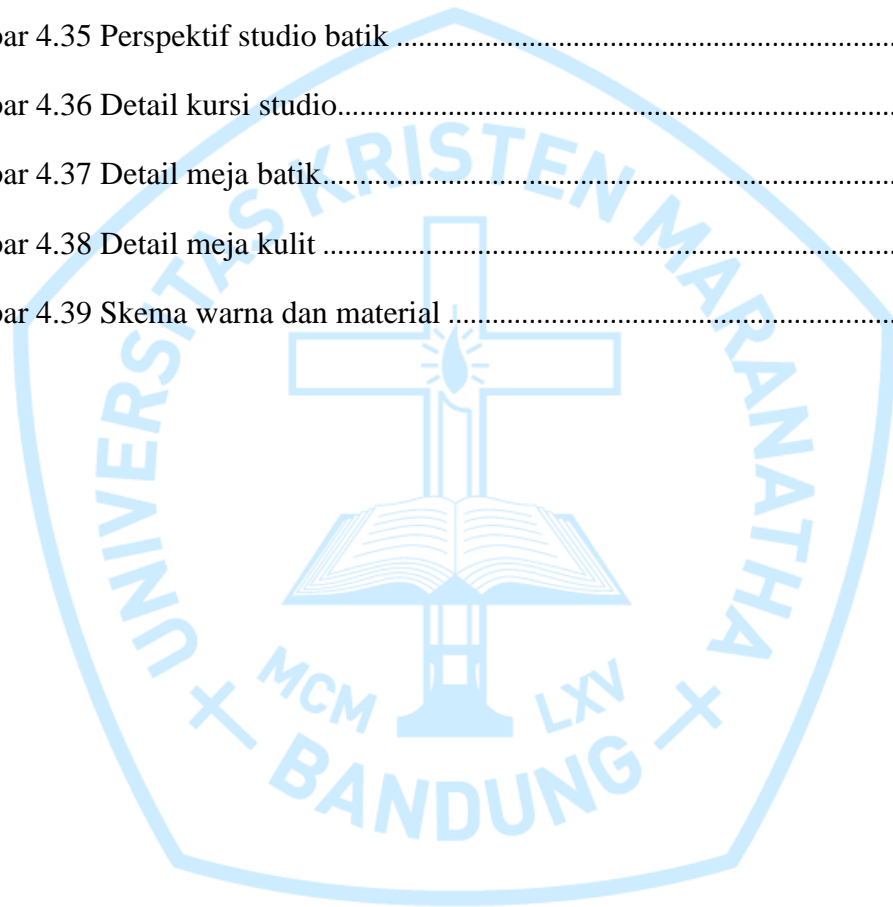 bar 4.35 Perspektif studio batik ....................................................................
bar 4.36 Detail kursi studio............................................................................
bar 4.37 Detail meja batik..............................................................................
bar 4.38 Detail meja kulit ..............................................................................
bar 4.39 Skema warna dan material .............................................................
UNIVERSITAS KRISTEN MARANATHA
MCM LXV
BANDUNG